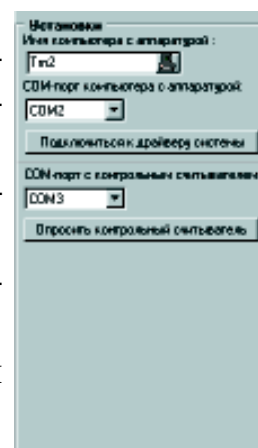 Установки
Имя компьютера с аппаратурой :
Tm2
COM-порт компьютера с аппаратурой:
COM2
Подключиться к драйверу системы
COM-порт с контрольным считывателем
COM3
Опросить контрольный считыватель